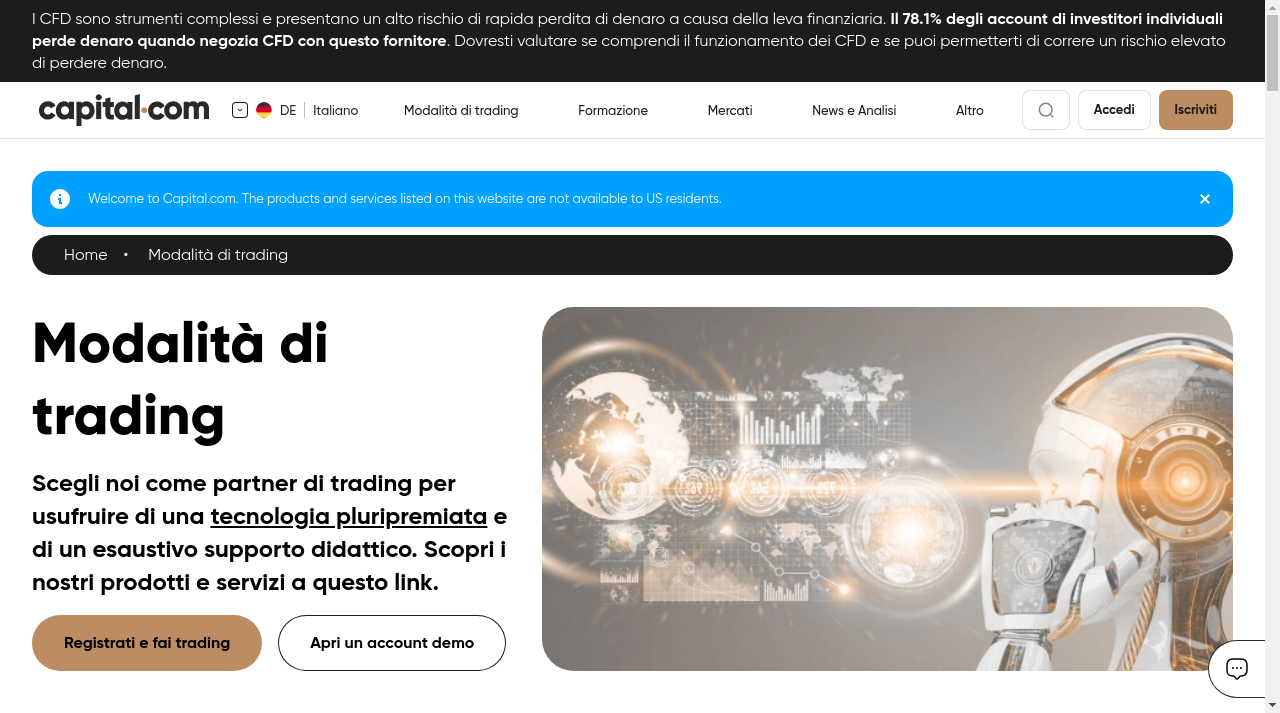 I CFD sono strumenti complessi e presentano un alto rischio di rapida perdita di denaro a causa della leva finanziaria. Il 78.1% degli account di investitori individuali
perde denaro quando negozia CFD con questo fornitore. Dovresti valutare se comprendi il funzionamento dei CFD e se puoi permetterti di correre un rischio elevato
di perdere denaro.
capital.com DE Italiano Modalità di trading Formazione Mercati News e Analisi Altro Accedi Iscriviti
Welcome to Capital.com. The products and services listed on this website are not available to US residents.
Home • Modalità di trading
Modalità di
trading
Scegli noi come partner di trading per
usufruire di una tecnologia pluripremiata e
di un esaustivo supporto didattico. Scopri i
nostri prodotti e servizi a questo link.
Registrati e fai trading Apri un account demo